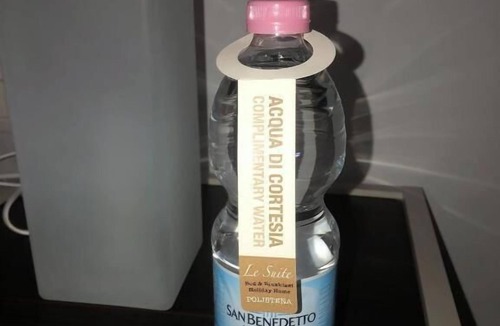 ACQUA DI CORTESIA
COMPLIMENTARY WATER
Le Suite
Bed & Breakfast
Holiday Home
POLISTENA
SAN BENEDETTO